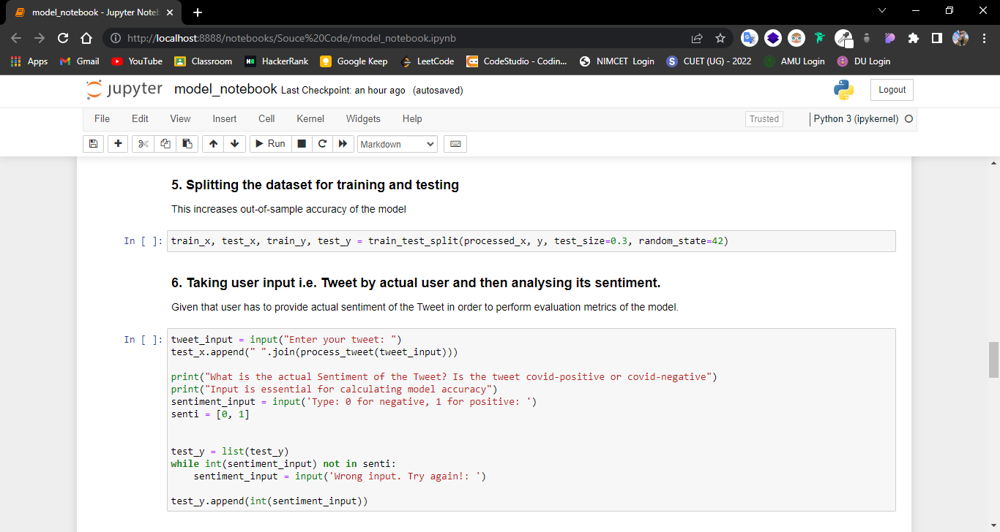 model_notebook - Jupyter Noteb
http://localhost:8888/notebooks/Souce%20Code/model_notebook.ipynb
Apps Gmail YouTube Classroom HackerRank Google Keep LeetCode CodeStudio - Codin... NIMCET Login CUET (UG) - 2022 AMU Login DU Login
jupyter model_notebook Last Checkpoint: an hour ago (autosaved) Logout
File Edit View Insert Cell Kernel Widgets Help Trusted Python 3 (ipykernel)
Run Markdown
5. Splitting the dataset for training and testing
This increases out-of-sample accuracy of the model
In [ ]: train_x, test_x, train_y, test_y = train_test_split(processed_x, y, test_size=0.3, random_state=42)
6. Taking user input i.e. Tweet by actual user and then analysing its sentiment.
Given that user has to provide actual sentiment of the Tweet in order to perform evaluation metrics of the model.
In [ ]: tweet_input = input("Enter your tweet: ")
test_x.append(" ".join(process_tweet(tweet_input)))
print("What is the actual Sentiment of the Tweet? Is the tweet covid-positive or covid-negative")
print("Input is essential for calculating model accuracy")
sentiment_input = input('Type: 0 for negative, 1 for positive: ')
senti = [0, 1]
test_y = list(test_y)
while int(sentiment_input) not in senti:
    sentiment_input = input('Wrong input. Try again!: ')
test_y.append(int(sentiment_input))